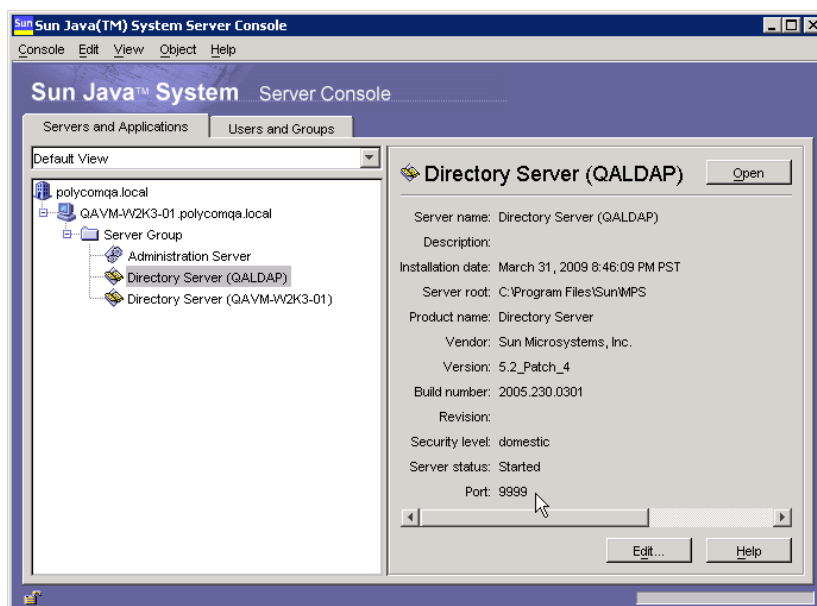 Sun Sun Java(TM) System Server Console
Console Edit View Object Help
Sun Java™ System Server Console
Servers and Applications Users and Groups
Default View
polycomqa.local
QAVM-W2K3-01.polycomqa.local
Server Group
Administration Server
Directory Server (QALDAP)
Directory Server (QAVM-W2K3-01)
Directory Server (QALDAP) Open
Server name: Directory Server (QALDAP)
Description:
Installation date: March 31, 2009 8:46:09 PM PST
Server root: C:\Program Files\Sun\MPS
Product name: Directory Server
Vendor: Sun Microsystems, Inc.
Version: 5.2_Patch_4
Build number: 2005.230.0301
Revision:
Security level: domestic
Server status: Started
Port: 9999
Edit... Help